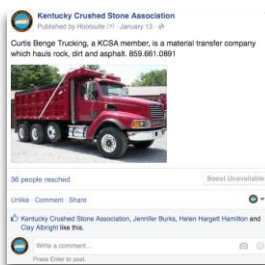 Kentucky Crushed Stone Association
Published by Hootsuite [?] · January 13 ·
Curtis Benge Trucking, a KCSA member, is a material transfer company
which hauls rock, dirt and asphalt. 859.661.0891
36 people reached
Boost Unavailable
Unlike · Comment · Share
Kentucky Crushed Stone Association, Jennifer Burks, Helen Hargett Hamilton and
Clay Albright like this.
Write a comment...
Press Enter to post.